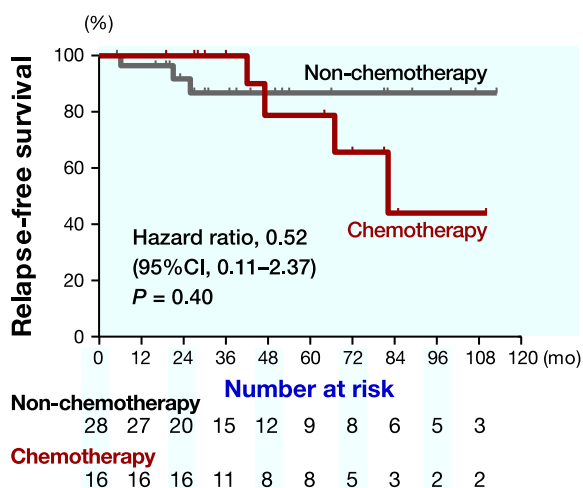 (%)
100
80
60
40
20
0
Relapse-free survival
Non-chemotherapy
Chemotherapy
Hazard ratio, 0.52
(95%CI, 0.11–2.37)
P = 0.40
0 12 24 36 48 60 72 84 96 108 120 (mo)
Number at risk
Non-chemotherapy
28 27 20 15 12 9 8 6 5 3
Chemotherapy
16 16 16 11 8 8 5 3 2 2